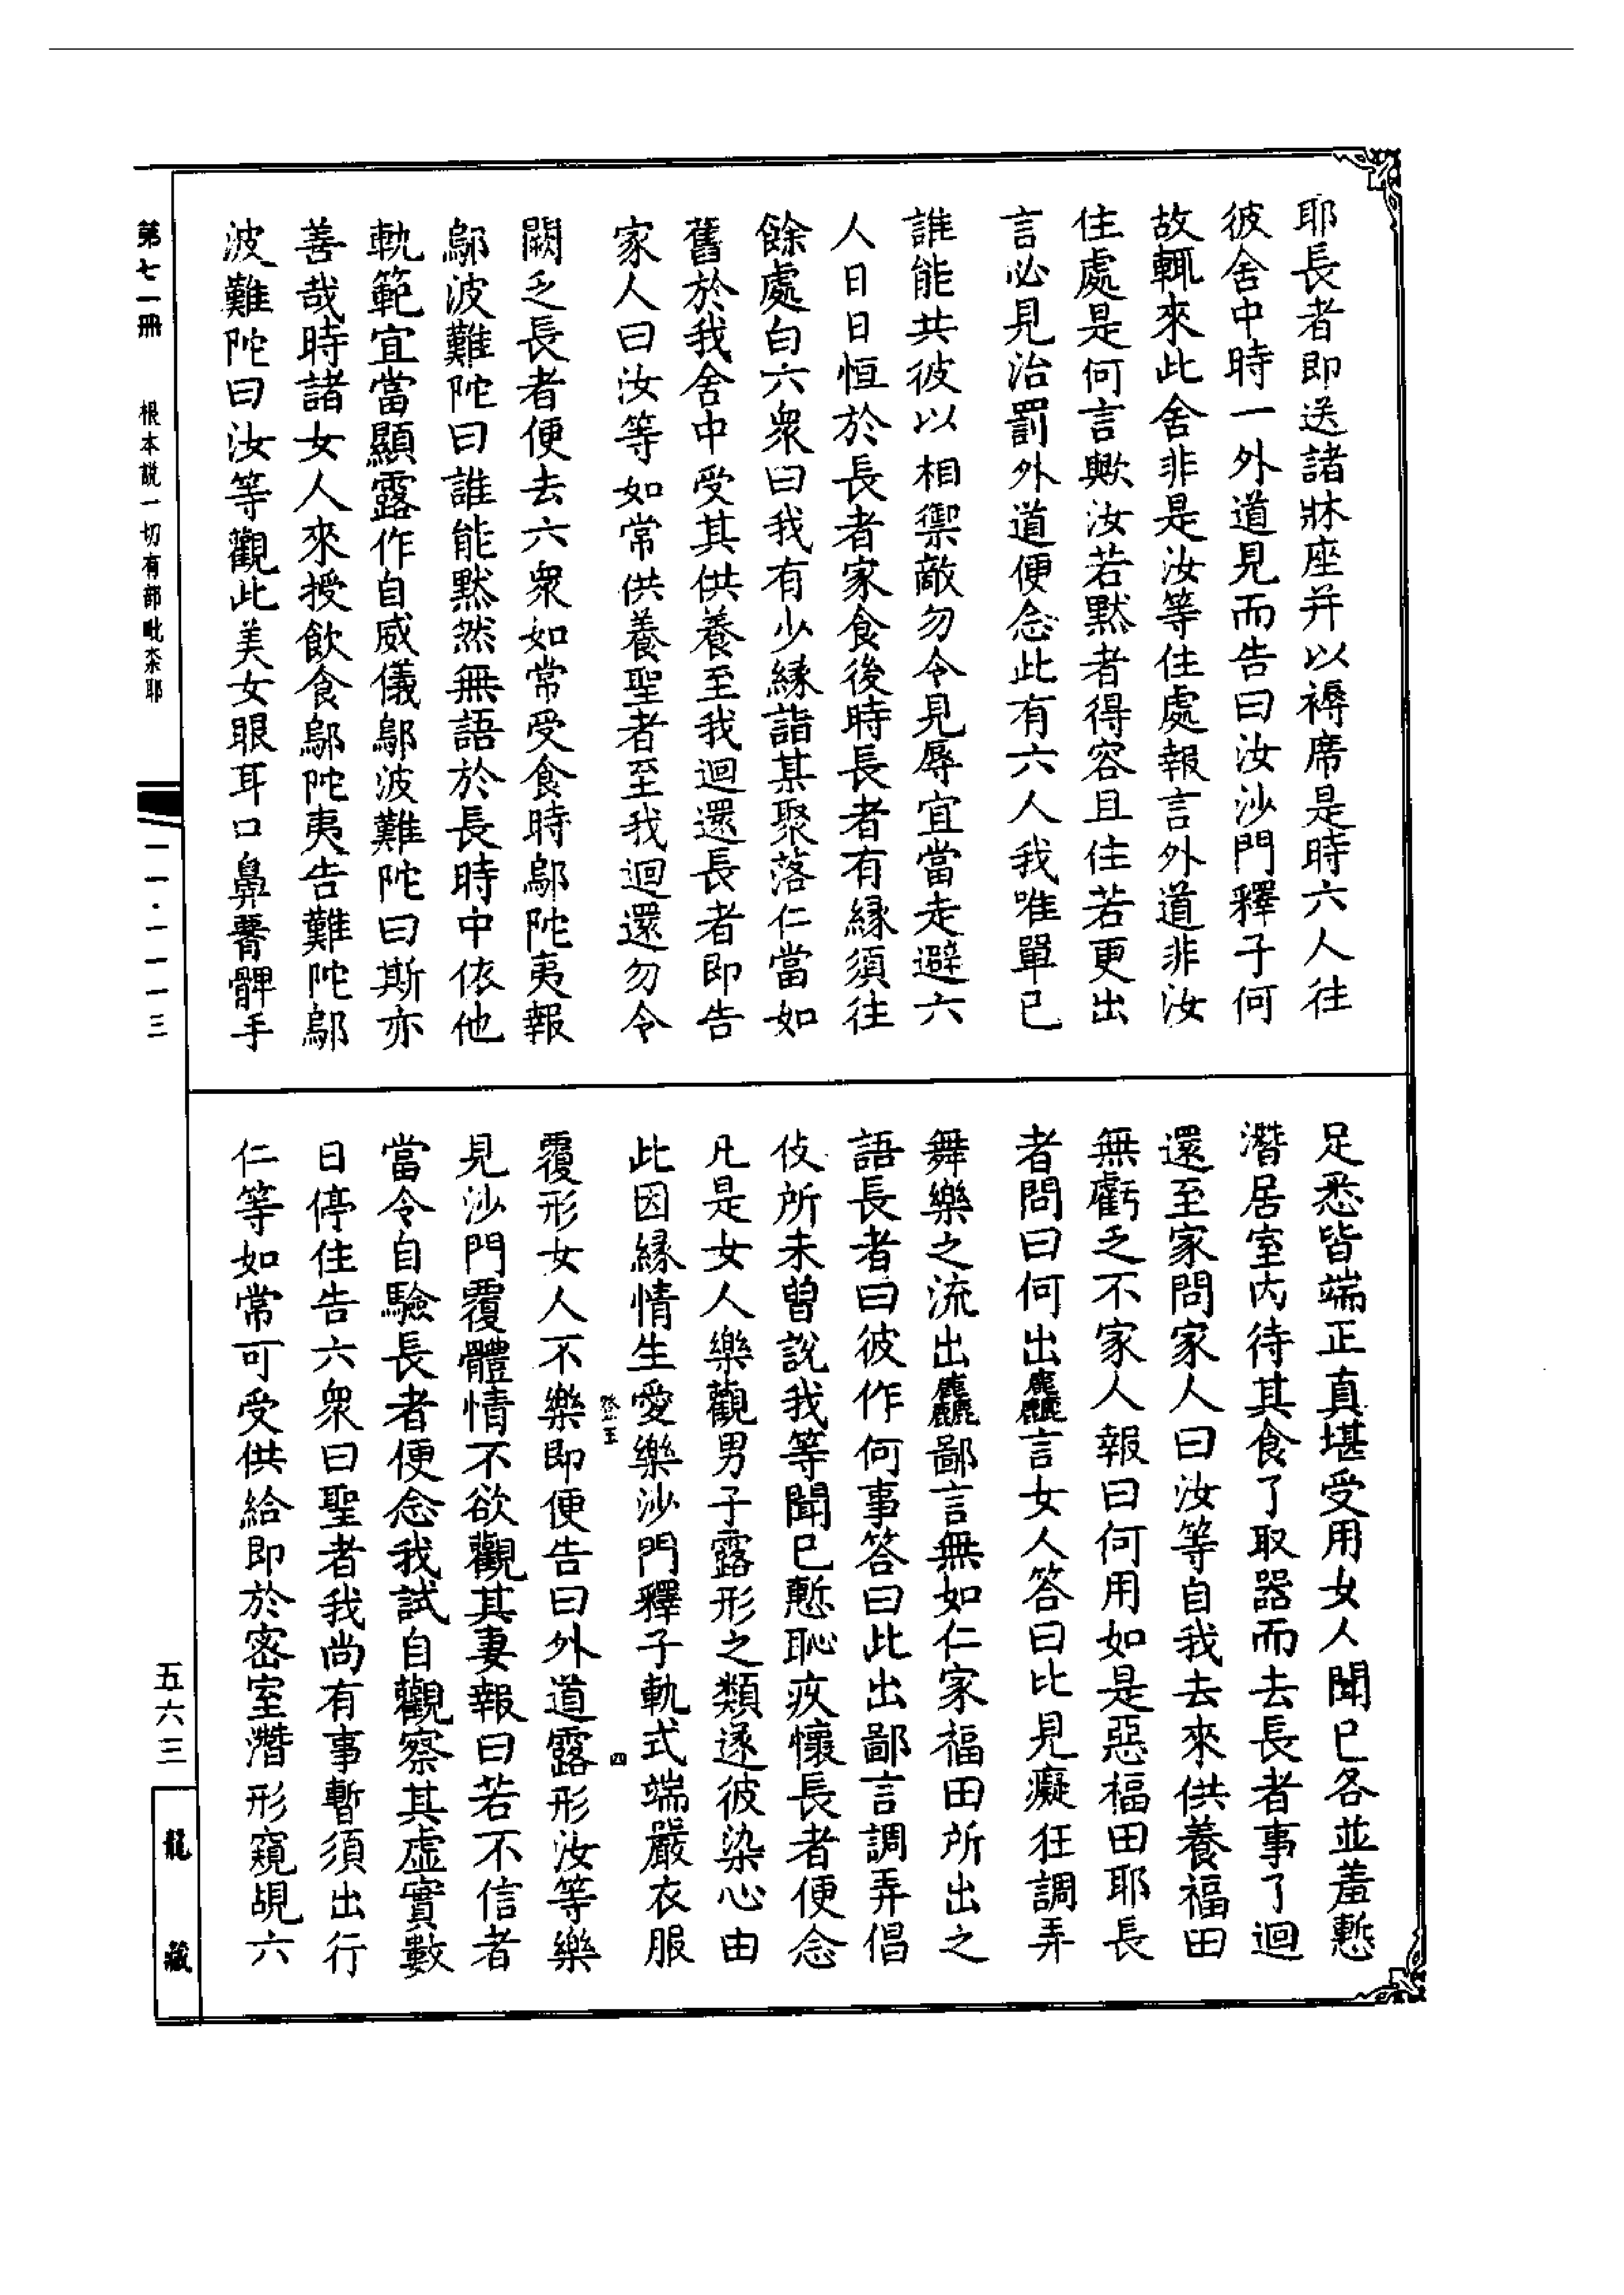 耶長者即送諸牀座并以褥席是時六人往
彼舍中時一外道見而告曰汝沙門釋子何
故輒來此舍非是汝等住處報言外道非汝
住處是何言歟汝若默者得容且住若更出
言必見治罰外道便念此有六人我唯單已
誰能共彼以相禦敵勿令見辱宜當走避六
人日日恒於長者家食後時長者有緣須往
餘處白六衆曰我有少緣詣某聚落仁當如
舊於我舍中受其供養至我迴還長者即告
家人曰汝等如常供養聖者至我迴還勿令
闕乏長者便去六衆如常受食時鄔陀夷報
鄔波難陀曰誰能默然無語於長時中依他
軌範宜當顯露作自威儀鄔波難陀曰斯亦
善哉時諸女人來授飲食鄔陀夷告難陀鄔
波難陀曰汝等觀此美女眼耳口鼻臀髀手
足悉皆端正真堪受用女人聞已各並羞慙
潛居室內待其食了取器而去長者事了迴
還至家問家人曰汝等自我去來供養福田
無虧乏不家人報曰何用如是惡福田耶長
者問曰何出麤言女人答曰比見癡狂調弄
舞樂之流出麤鄙言無如仁家福田所出之
語長者曰彼作何事答曰此出鄙言調弄倡
伎所未曾說我等聞已慙恥疚懷長者便念
凡是女人樂觀男子露形之類遂彼染心由
此因緣情生愛樂沙門釋子軌式端嚴衣服
覆形女人不樂即便告曰外道露形汝等樂
見沙門覆體情不欲觀其妻報曰若不信者
當令自驗長者便念我試自觀察其虛實數
日停住告六衆曰聖者我尚有事暫須出行
仁等如常可受供給即於密室潛形窺覘六
四
第七一冊
根本説一切有部毗奈耶
一一·一一一三
五六三
龍藏